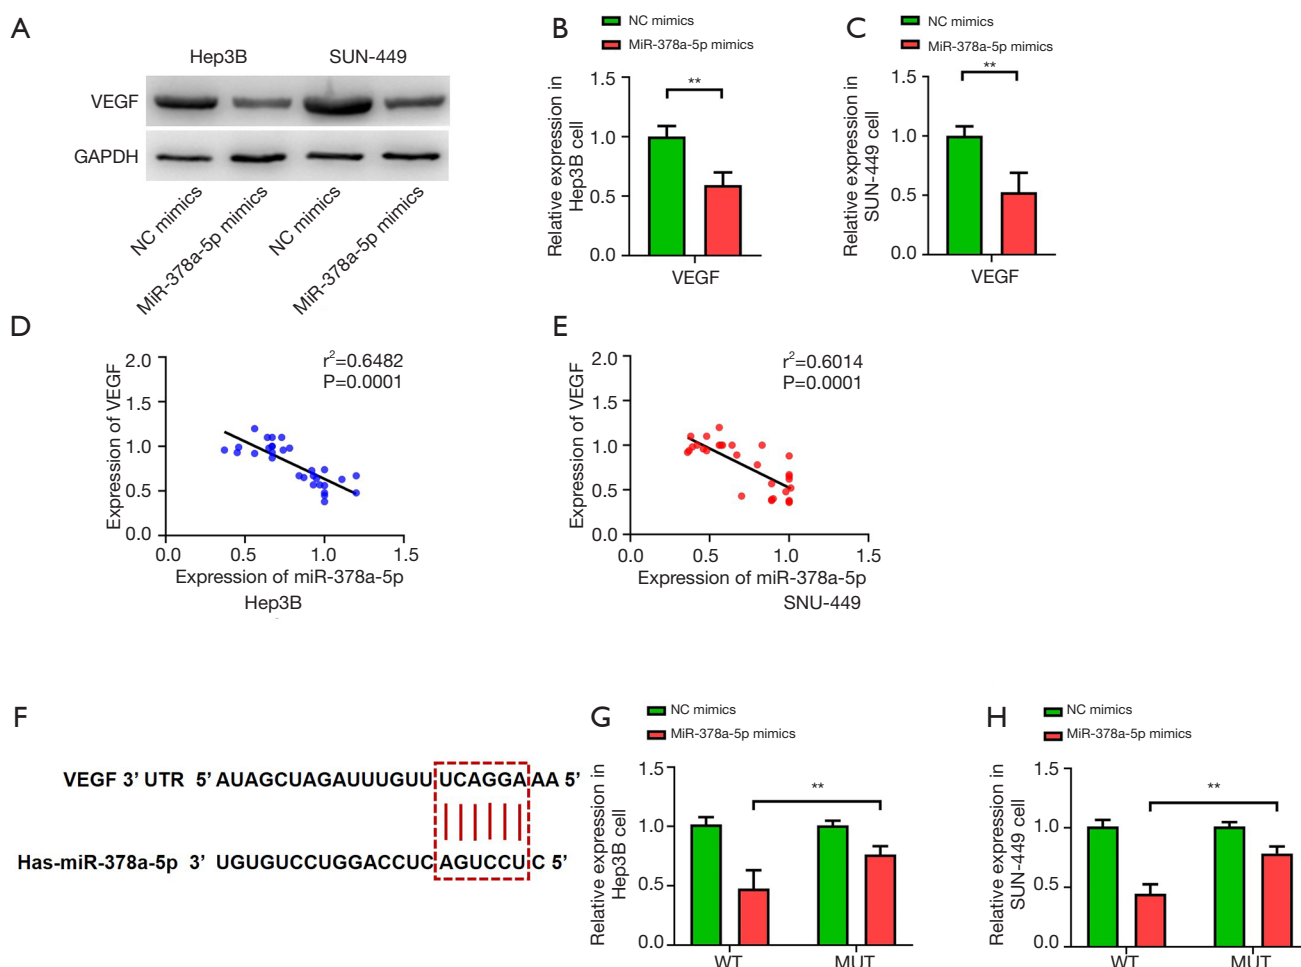 A
Hep3B SUN-449
VEGF
GAPDH
NC mimics
MiR-378a-5p mimics
NC mimics
MiR-378a-5p mimics
B
NC mimics
MiR-378a-5p mimics
Relative expression in
Hep3B cell
1.5
1.0
0.5
0.0
**
VEGF
C
NC mimics
MiR-378a-5p mimics
Relative expression in
SUN-449 cell
1.5
1.0
0.5
0.0
**
VEGF
D
r²=0.6482
P=0.0001
Expression of VEGF
2.0
1.5
1.0
0.5
0.0
0.0 0.5 1.0 1.5
Expression of miR-378a-5p
Hep3B
E
r²=0.6014
P=0.0001
Expression of VEGF
2.0
1.5
1.0
0.5
0.0
0.0 0.5 1.0 1.5
Expression of miR-378a-5p
SNU-449
F
VEGF 3' UTR 5' AUAGCUAGAUUUGUU UCAGGA AA 5'
Has-miR-378a-5p 3' UGUGUCCUGGACCUC AGUCCU C 5'
G
NC mimics
MiR-378a-5p mimics
Relative expression in
Hep3B cell
1.5
1.0
0.5
0.0
**
WT MUT
H
NC mimics
MiR-378a-5p mimics
Relative expression in
SUN-449 cell
1.5
1.0
0.5
0.0
**
WT MUT